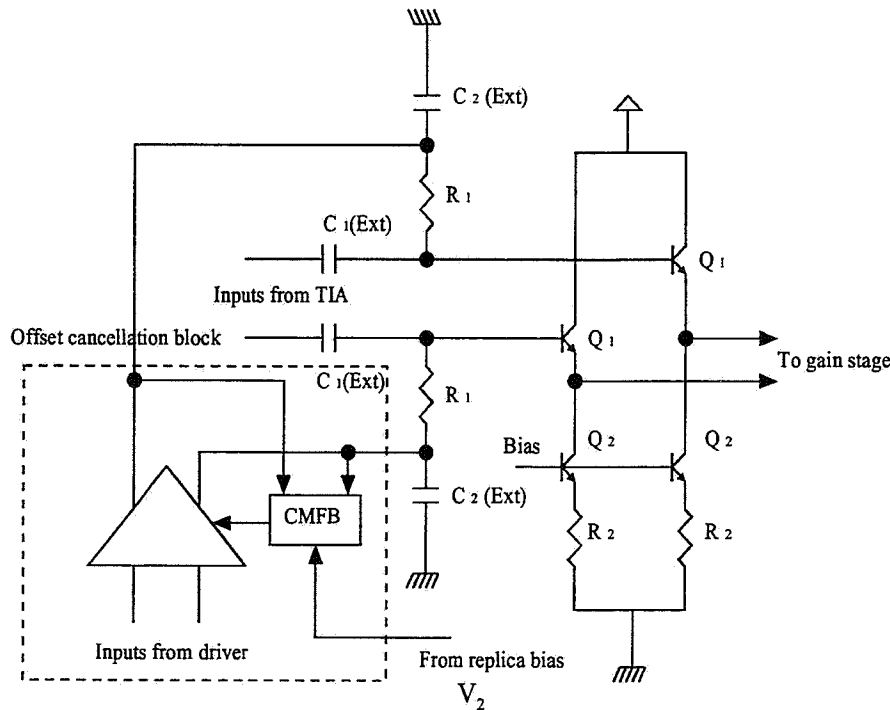 C 2 (Ext)
R 1
C 1(Ext)
Q 1
Inputs from TIA
Offset cancellation block
Q 1
To gain stage
C 1(Ext)
R 1
Bias
Q 2
Q 2
C 2 (Ext)
CMFB
R 2
R 2
Inputs from driver
From replica bias
V2